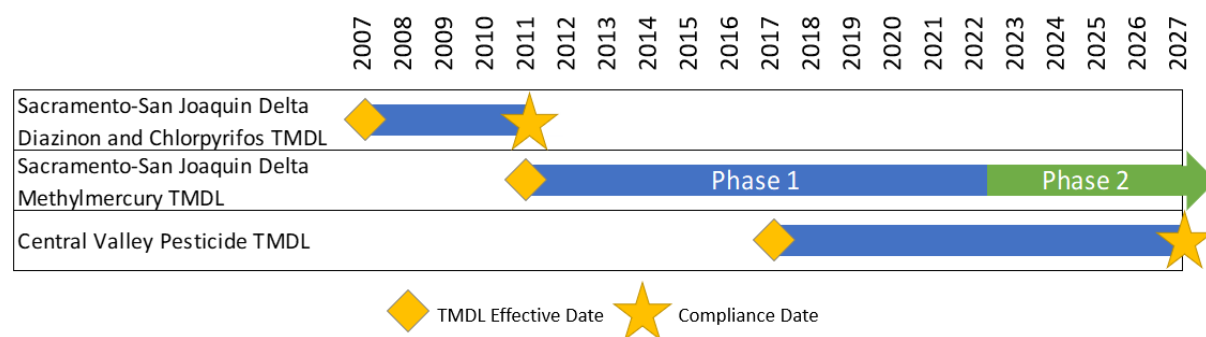 2007 2008 2009 2010 2011 2012 2013 2014 2015 2016 2017 2018 2019 2020 2021 2022 2023 2024 2025 2026 2027
Sacramento-San Joaquin Delta
Diazinon and Chlorpyrifos TMDL
Sacramento-San Joaquin Delta
Methylmercury TMDL
Phase 1
Phase 2
Central Valley Pesticide TMDL
TMDL Effective Date
Compliance Date